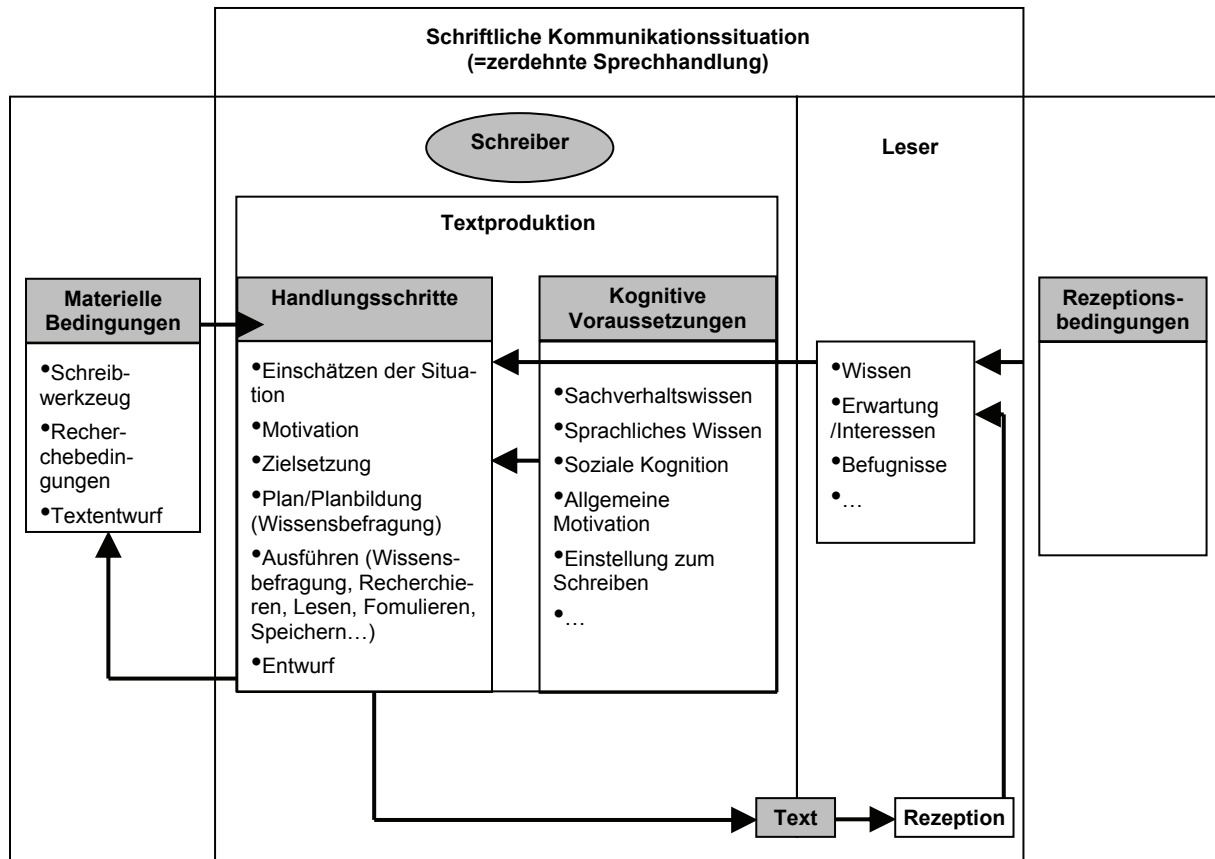 Schriftliche Kommunikationssituation
(=zerdehnte Sprechhandlung)
Schreiber
Leser
Textproduktion
Materielle
Bedingungen
•Schreib-
werkzeug
•Recher-
chebedin-
gungen
•Textentwurf
Handlungsschritte
•Einschätzen der Situa-
tion
•Motivation
•Zielsetzung
•Plan/Planbildung
(Wissensbefragung)
•Ausführen (Wissens-
befragung, Recherchie-
ren, Lesen, Fomulieren,
Speichern…)
•Entwurf
Kognitive
Voraussetzungen
•Sachverhaltswissen
•Sprachliches Wissen
•Soziale Kognition
•Allgemeine
Motivation
•Einstellung zum
Schreiben
•…
•Wissen
•Erwartung
/Interessen
•Befugnisse
•…
Rezeptions-
bedingungen
Text
Rezeption